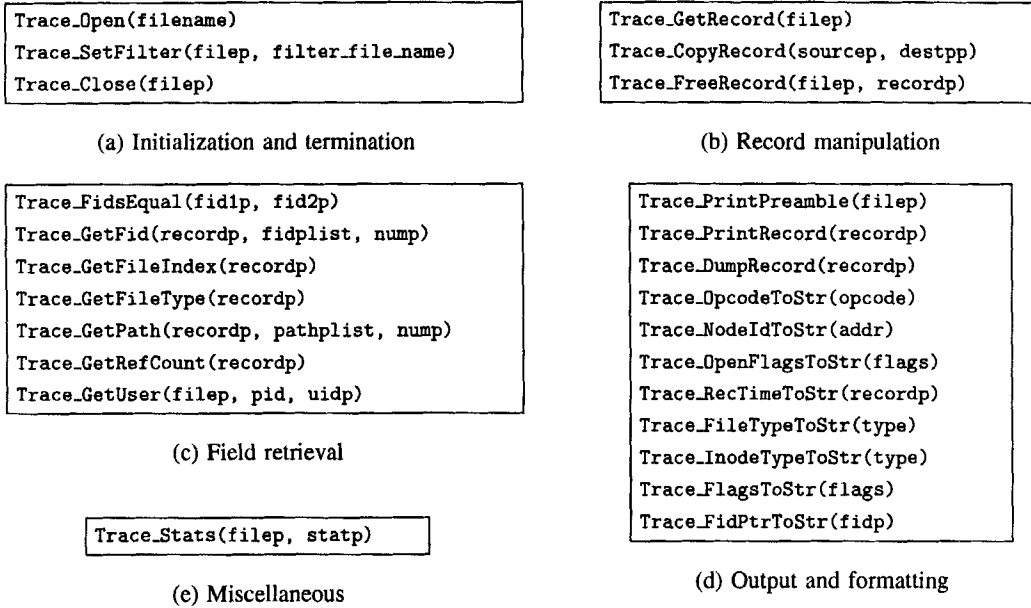 Trace_Open(filename)
Trace_SetFilter(filep, filter_file_name)
Trace_Close(filep)
(a) Initialization and termination
Trace_GetRecord(filep)
Trace_CopyRecord(sourcep, destpp)
Trace_FreeRecord(filep, recordp)
(b) Record manipulation
Trace_FidsEqual(fid1p, fid2p)
Trace_GetFid(recordp, fidplist, nump)
Trace_GetFileIndex(recordp)
Trace_GetFileType(recordp)
Trace_GetPath(recordp, pathplist, nump)
Trace_GetRefCount(recordp)
Trace_GetUser(filep, pid, uidp)
(c) Field retrieval
Trace_Stats(filep, statp)
(e) Miscellaneous
Trace_PrintPreamble(filep)
Trace_PrintRecord(recordp)
Trace_DumpRecord(recordp)
Trace_OpcodeToStr(opcode)
Trace_NodeIdToStr(addr)
Trace_OpenFlagsToStr(flags)
Trace_RecTimeToStr(recordp)
Trace_FileTypeToStr(type)
Trace_InodeTypeToStr(type)
Trace_FlagsToStr(flags)
Trace_FidPtrToStr(fidp)
(d) Output and formatting